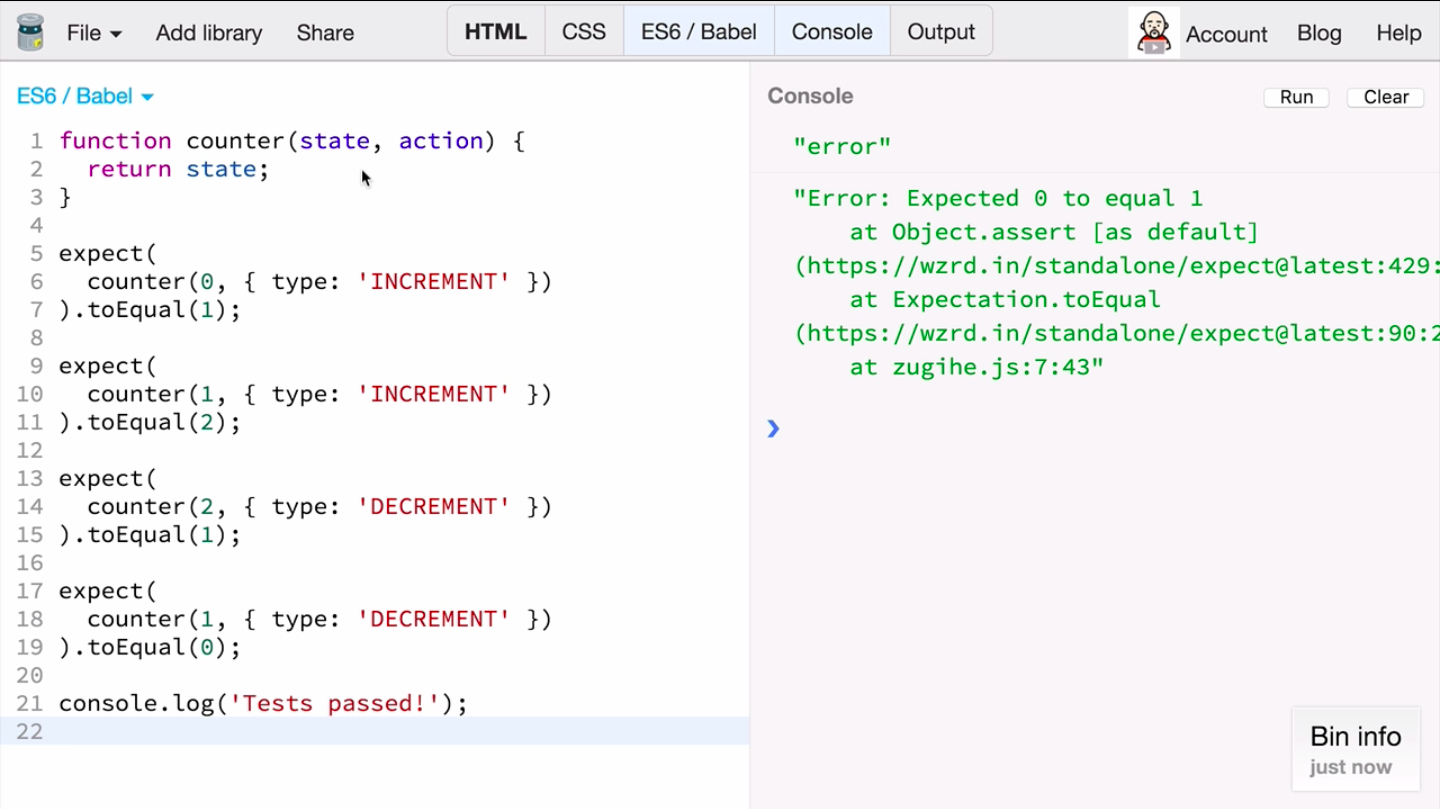 File Add library Share HTML CSS ES6 / Babel Console Output Account Blog Help
ES6 / Babel
1 function counter(state, action) {
2   return state;
3 }
4
5 expect(
6   counter(0, { type: 'INCREMENT' })
7 ).toEqual(1);
8
9 expect(
10   counter(1, { type: 'INCREMENT' })
11 ).toEqual(2);
12
13 expect(
14   counter(2, { type: 'DECREMENT' })
15 ).toEqual(1);
16
17 expect(
18   counter(1, { type: 'DECREMENT' })
19 ).toEqual(0);
20
21 console.log('Tests passed!');
22
Console Run Clear
"error"
"Error: Expected 0 to equal 1
    at Object.assert [as default]
(https://wzrd.in/standalone/expect@latest:429:
    at Expectation.toEqual
(https://wzrd.in/standalone/expect@latest:90:2
    at zugihe.js:7:43"
Bin info
just now